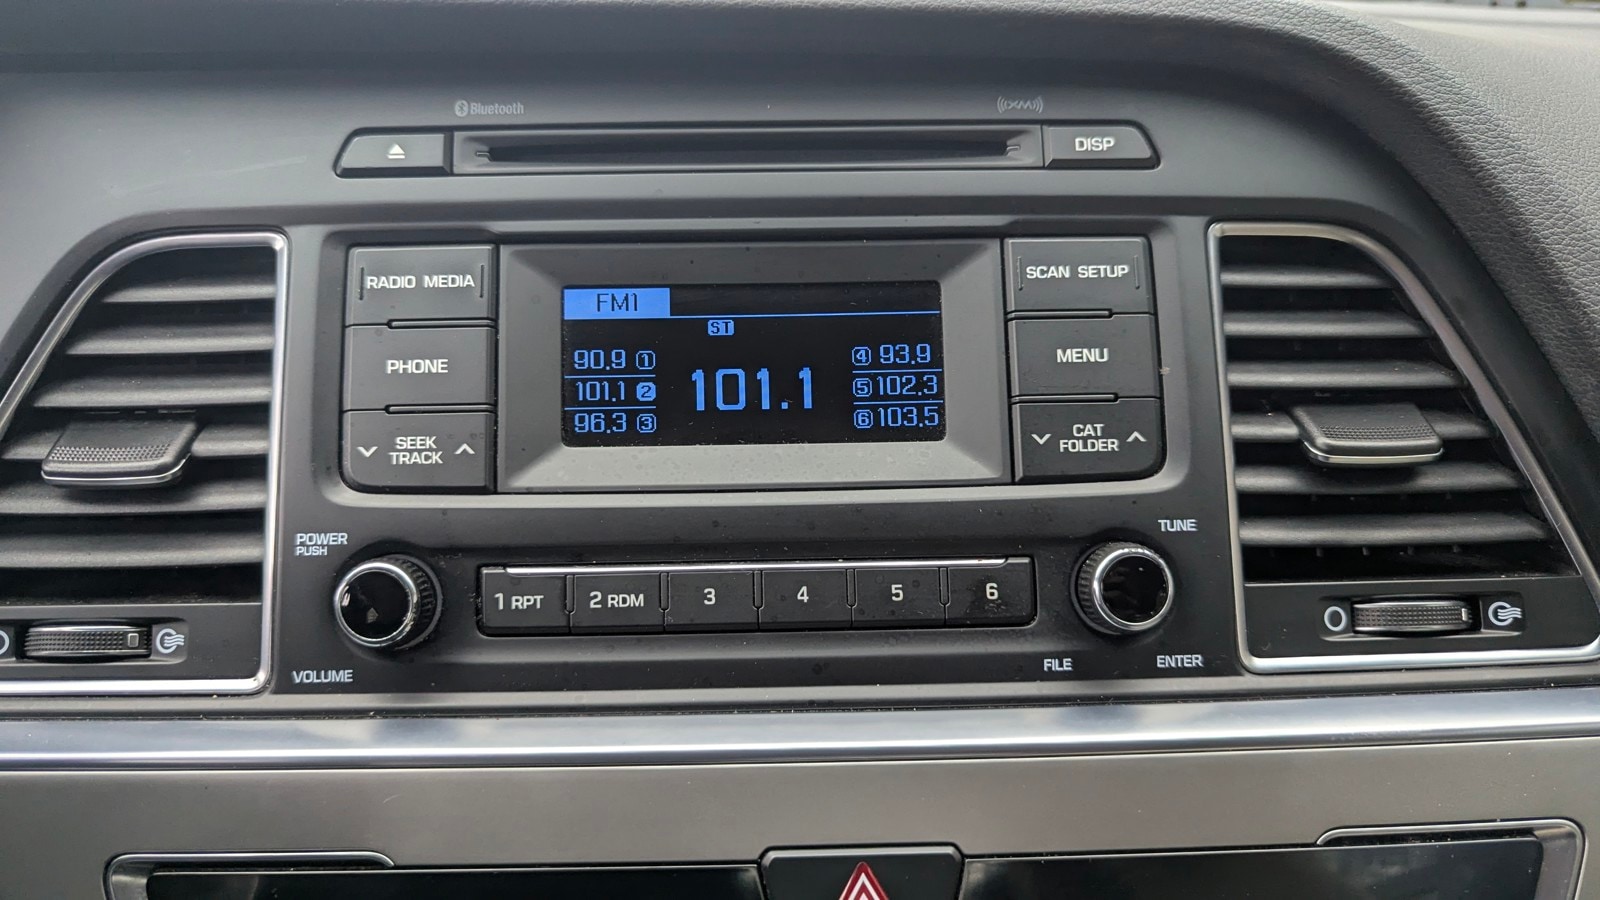 Bluetooth
((XM))
DISP
RADIO MEDIA
SCAN SETUP
FM1
ST
PHONE
MENU
90.9 1
101.1 2
96.3 3
101.1
4 93.9
5 102.3
6 103.5
SEEK
TRACK
CAT
FOLDER
POWER
PUSH
TUNE
1 RPT
2 RDM
3
4
5
6
VOLUME
FILE
ENTER